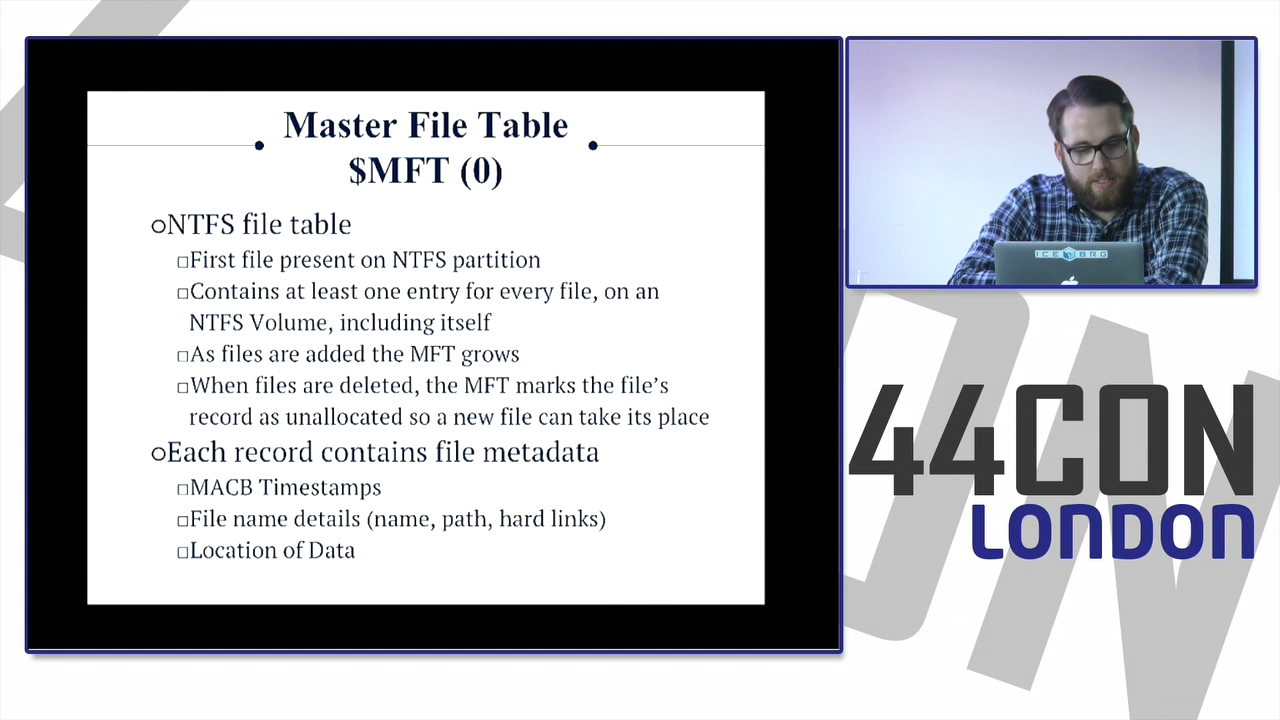 Master File Table
$MFT (0)
NTFS file table
First file present on NTFS partition
Contains at least one entry for every file, on an
NTFS Volume, including itself
As files are added the MFT grows
When files are deleted, the MFT marks the file’s
record as unallocated so a new file can take its place
Each record contains file metadata
MACB Timestamps
File name details (name, path, hard links)
Location of Data
ICEBRG
44CON
LONDON